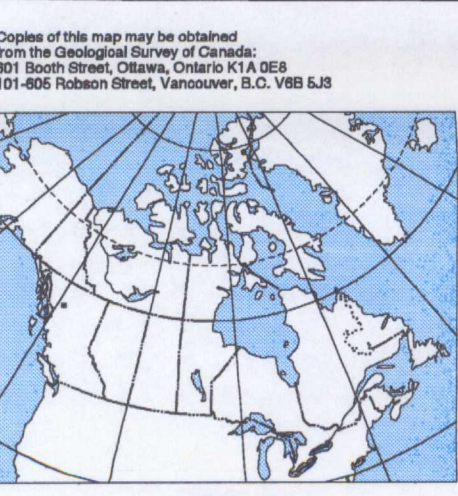 Copies of this map may be obtained
from the Geological Survey of Canada:
601 Booth Street, Ottawa, Ontario K1A 0E8
101-605 Robson Street, Vancouver, B.C. V6B 5J3